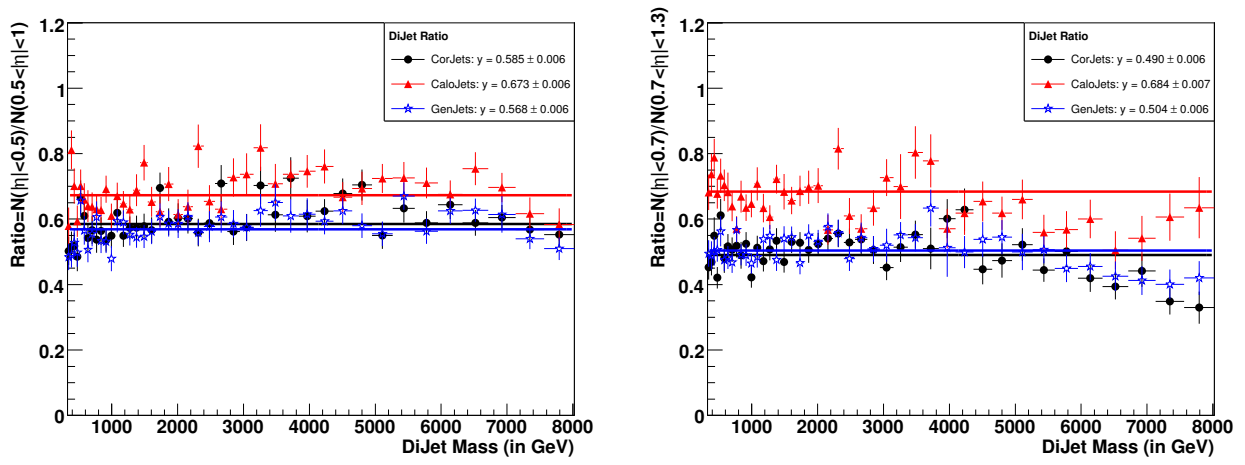 Ratio=N(|η|<0.5)/N(0.5<|η|<1)
1.2
1
0.8
0.6
0.4
0.2
0
DiJet Ratio
CorJets: y = 0.585 ± 0.006
CaloJets: y = 0.673 ± 0.006
GenJets: y = 0.568 ± 0.006
1000 2000 3000 4000 5000 6000 7000 8000
DiJet Mass (in GeV)
Ratio=N(|η|<0.7)/N(0.7<|η|<1.3)
1.2
1
0.8
0.6
0.4
0.2
0
DiJet Ratio
CorJets: y = 0.490 ± 0.006
CaloJets: y = 0.684 ± 0.007
GenJets: y = 0.504 ± 0.006
1000 2000 3000 4000 5000 6000 7000 8000
DiJet Mass (in GeV)